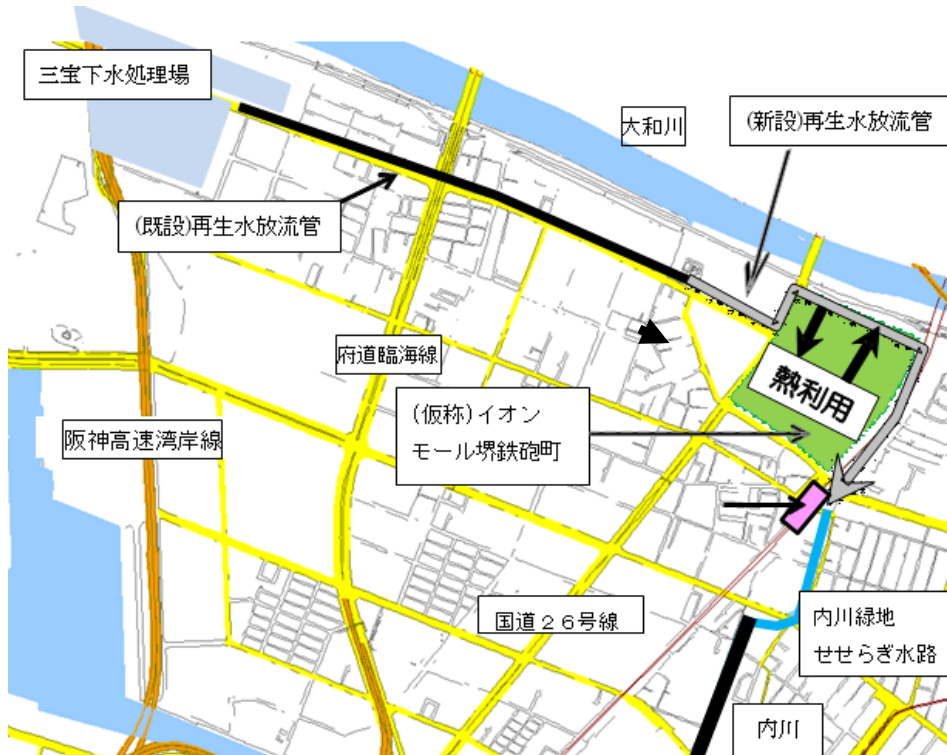 三宝下水処理場
大和川
(新設)再生水放流管
(既設)再生水放流管
府道臨海線
熱利用
(仮称)イオン
モール堺鉄砲町
阪神高速湾岸線
国道２６号線
内川緑地
せせらぎ水路
内川